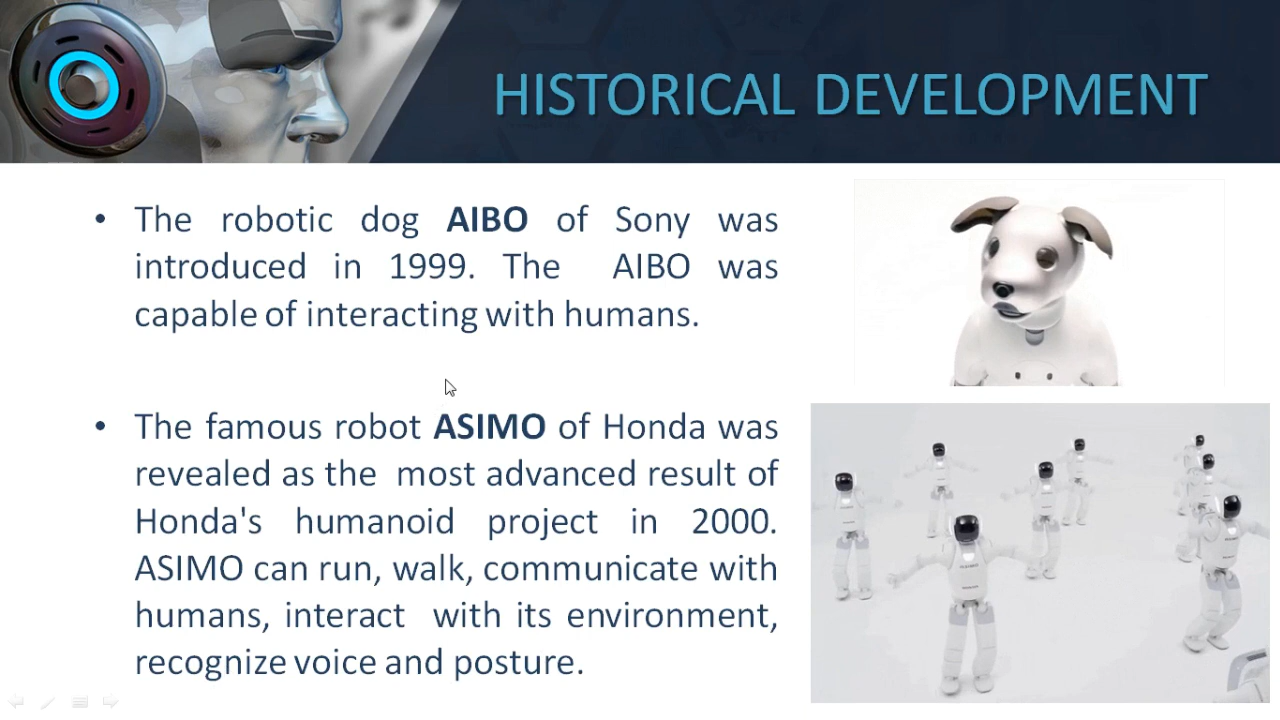 HISTORICAL DEVELOPMENT
• The robotic dog AIBO of Sony was
introduced in 1999. The AIBO was
capable of interacting with humans.
• The famous robot ASIMO of Honda was
revealed as the most advanced result of
Honda's humanoid project in 2000.
ASIMO can run, walk, communicate with
humans, interact with its environment,
recognize voice and posture.